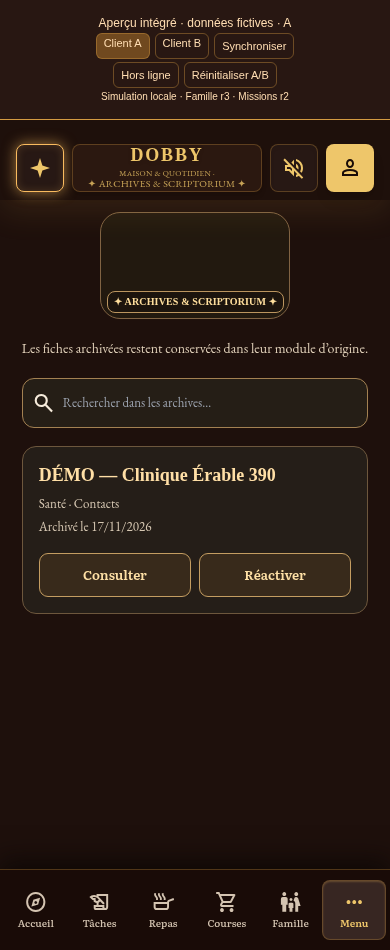 Aperçu intégré · données fictives · A
Client A
Client B
Synchroniser
Hors ligne
Réinitialiser A/B
Simulation locale · Famille r3 · Missions r2
DOBBY
MAISON & QUOTIDIEN ·
✦ ARCHIVES & SCRIPTORIUM ✦
✦ ARCHIVES & SCRIPTORIUM ✦
Les fiches archivées restent conservées dans leur module d’origine.
Rechercher dans les archives…
DÉMO — Clinique Érable 390
Santé · Contacts
Archivé le 17/11/2026
Consulter
Réactiver
Accueil
Tâches
Repas
Courses
Famille
Menu